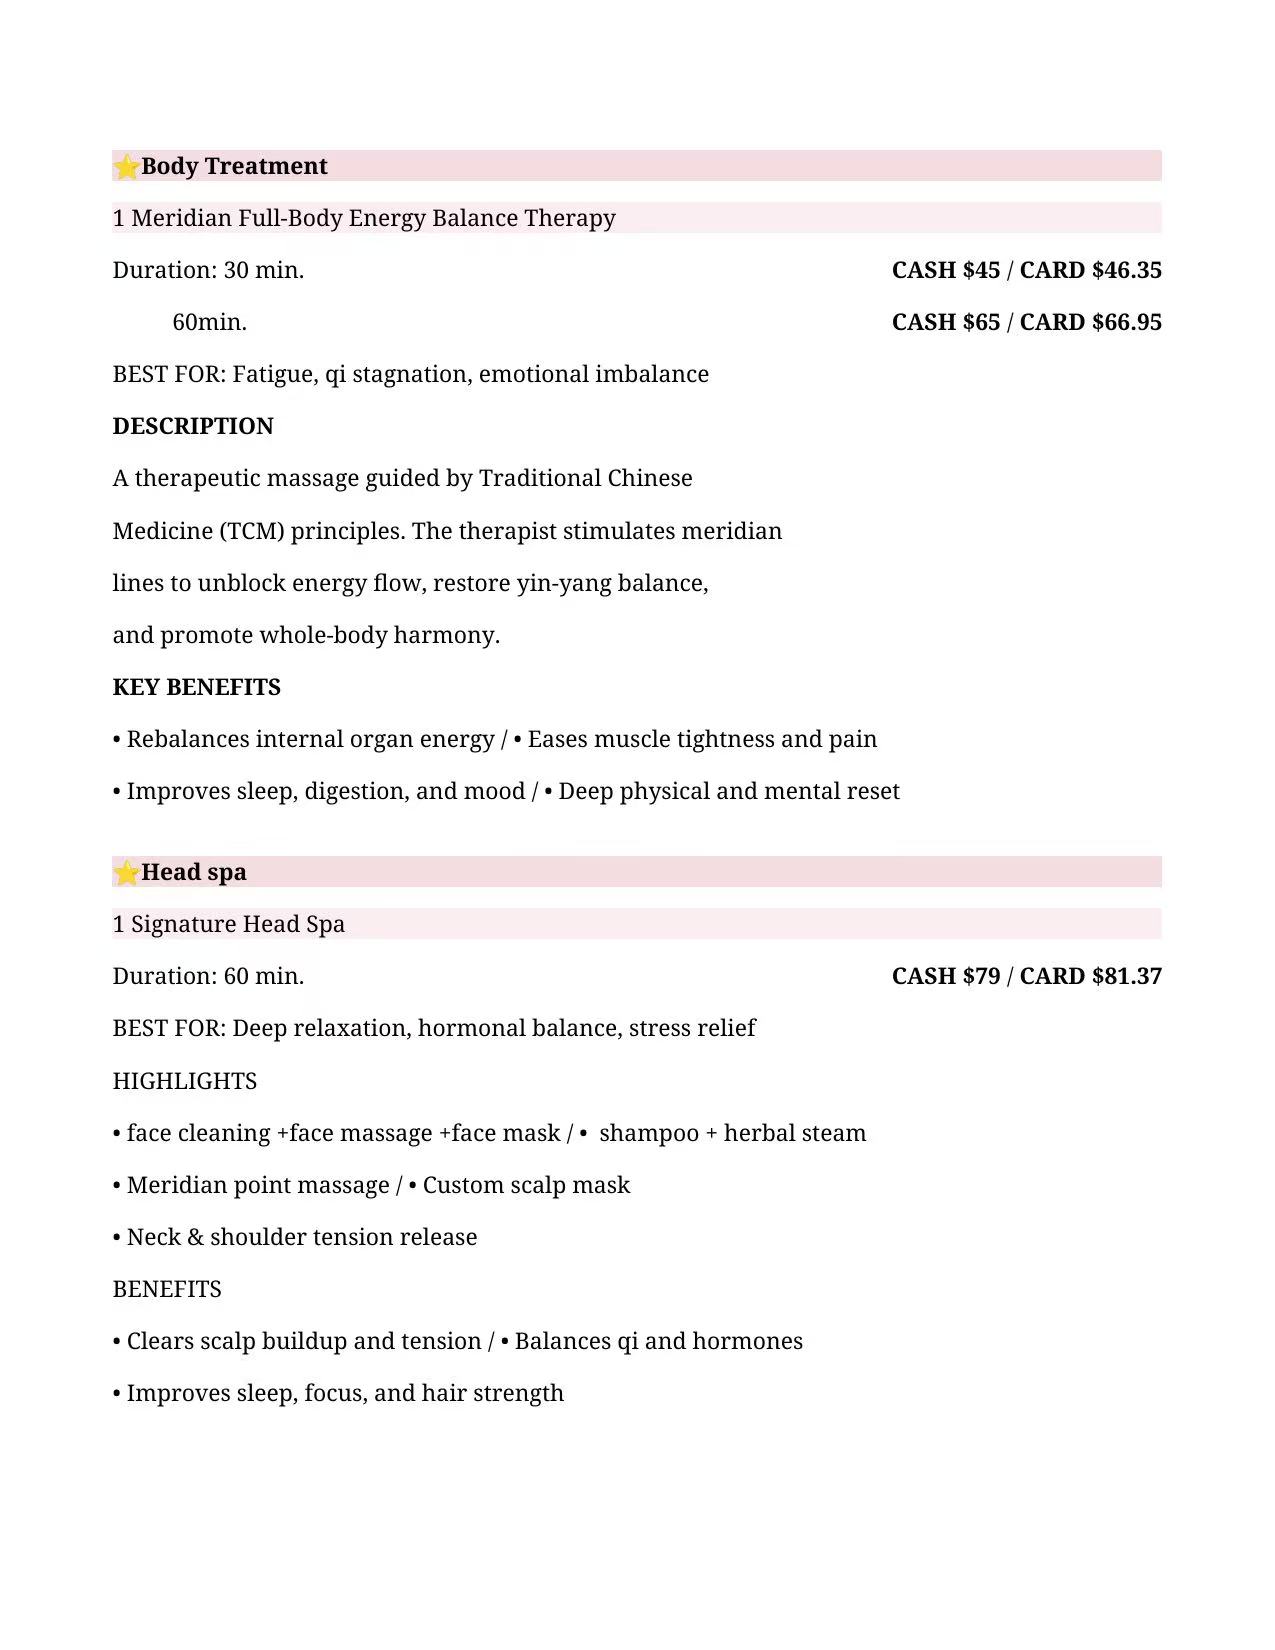 ⭐Body Treatment
1 Meridian Full-Body Energy Balance Therapy
Duration: 30 min. CASH $45 / CARD $46.35
60min. CASH $65 / CARD $66.95
BEST FOR: Fatigue, qi stagnation, emotional imbalance
DESCRIPTION
A therapeutic massage guided by Traditional Chinese
Medicine (TCM) principles. The therapist stimulates meridian
lines to unblock energy flow, restore yin-yang balance,
and promote whole-body harmony.
KEY BENEFITS
• Rebalances internal organ energy / • Eases muscle tightness and pain
• Improves sleep, digestion, and mood / • Deep physical and mental reset
⭐Head spa
1 Signature Head Spa
Duration: 60 min. CASH $79 / CARD $81.37
BEST FOR: Deep relaxation, hormonal balance, stress relief
HIGHLIGHTS
• face cleaning +face massage +face mask / •  shampoo + herbal steam
• Meridian point massage / • Custom scalp mask
• Neck & shoulder tension release
BENEFITS
• Clears scalp buildup and tension / • Balances qi and hormones
• Improves sleep, focus, and hair strength